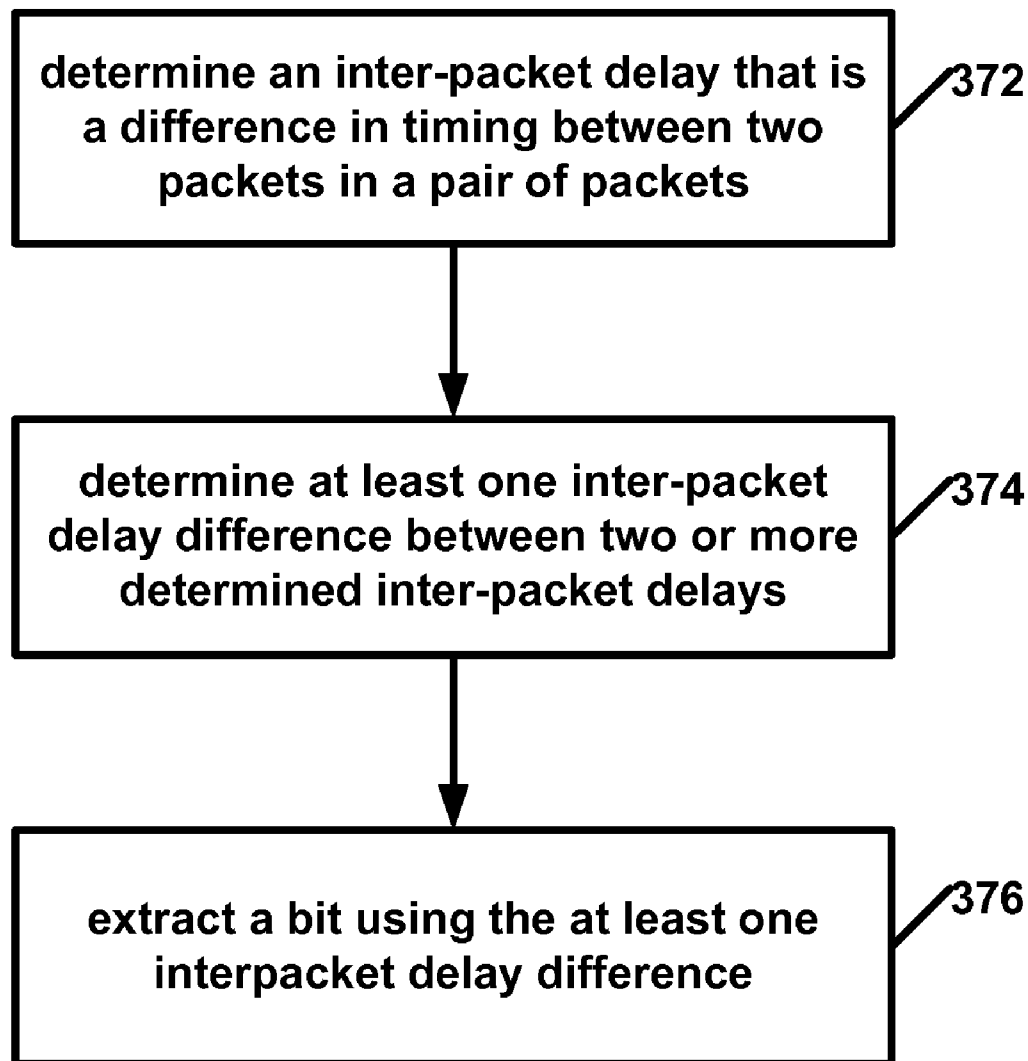 determine an inter-packet delay that is
a difference in timing between two
packets in a pair of packets
372
determine at least one inter-packet
delay difference between two or more
determined inter-packet delays
374
extract a bit using the at least one
interpacket delay difference
376